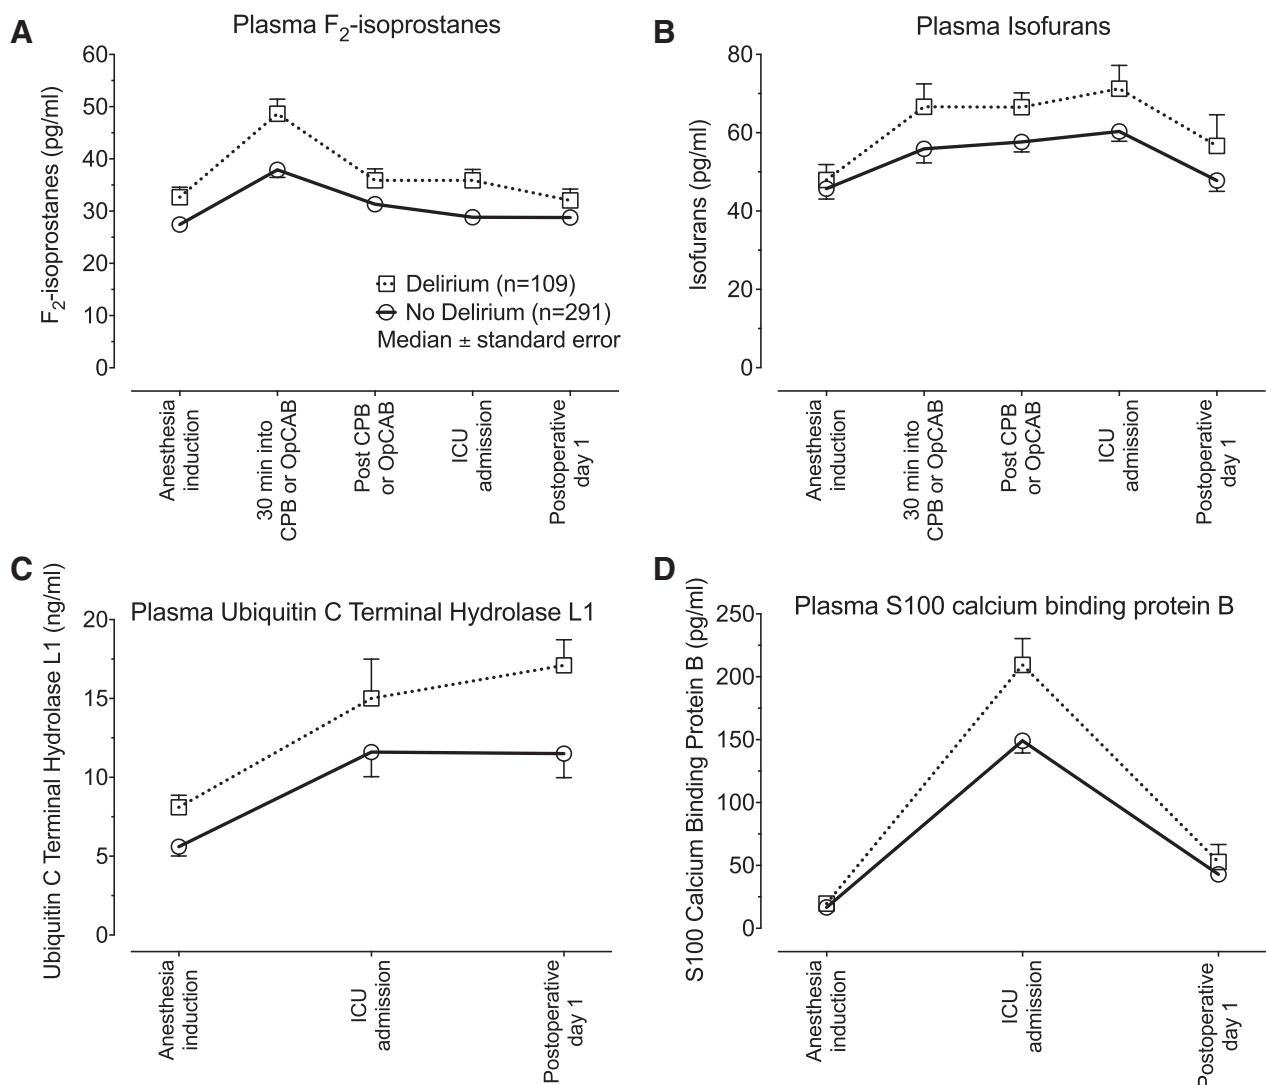 A
Plasma F2-isoprostanes
F2-isoprostanes (pg/ml)
60
50
40
30
20
10
0
Delirium (n=109)
No Delirium (n=291)
Median ± standard error
Anesthesia
induction
30 min into
CPB or OpCAB
Post CPB
or OpCAB
ICU
admission
Postoperative
day 1
B
Plasma Isofurans
Isofurans (pg/ml)
80
60
40
20
0
Anesthesia
induction
30 min into
CPB or OpCAB
Post CPB
or OpCAB
ICU
admission
Postoperative
day 1
C
Plasma Ubiquitin C Terminal Hydrolase L1
Ubiquitin C Terminal Hydrolase L1 (ng/ml)
20
15
10
5
0
Anesthesia
induction
ICU
admission
Postoperative
day 1
D
Plasma S100 calcium binding protein B
S100 Calcium Binding Protein B (pg/ml)
250
200
150
100
50
0
Anesthesia
induction
ICU
admission
Postoperative
day 1